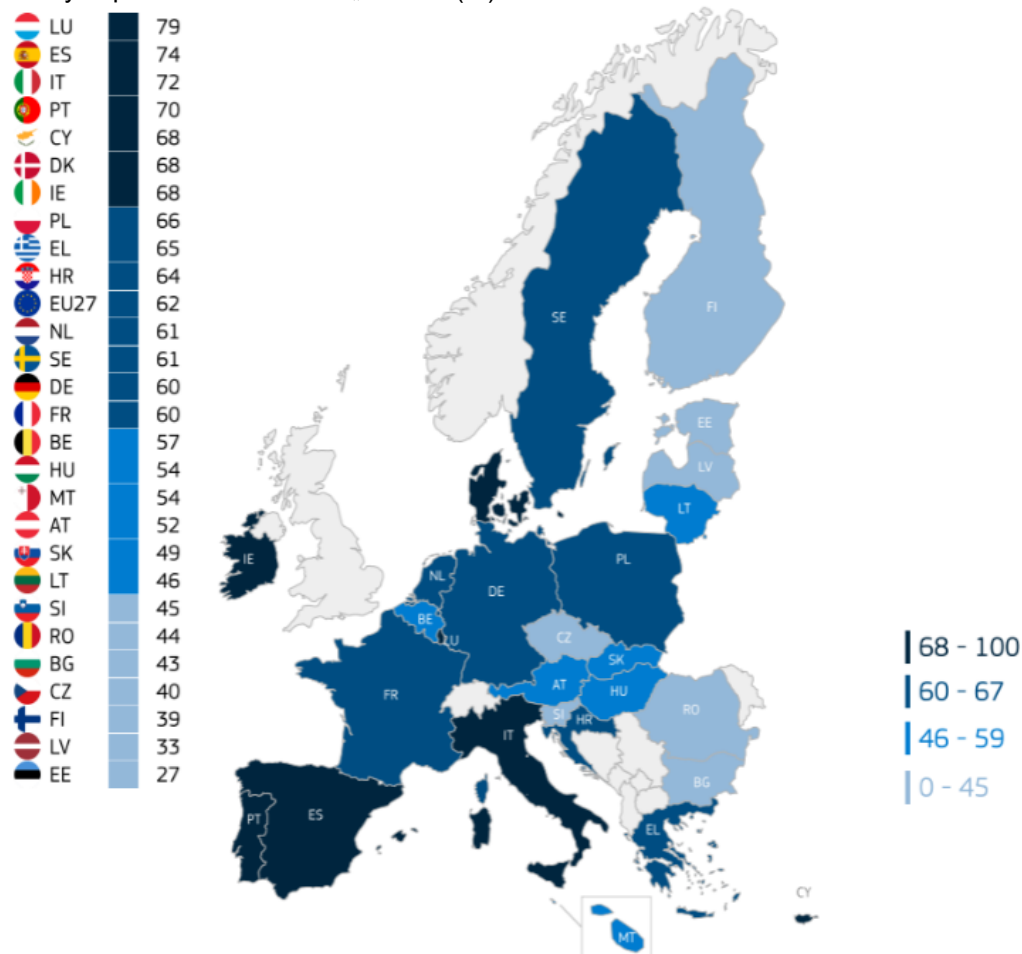 LU 79
ES 74
IT 72
PT 70
CY 68
DK 68
IE 68
PL 66
EL 65
HR 64
EU27 62
NL 61
SE 61
DE 60
FR 60
BE 57
HU 54
MT 54
AT 52
SK 49
LT 46
SI 45
RO 44
BG 43
CZ 40
FI 39
LV 33
EE 27
SE
FI
EE
LV
LT
IE
NL
DE
PL
BE
LU
CZ
SK
AT
HU
FR
SI
HR
RO
IT
BG
PT
ES
EL
CY
MT
68 - 100
60 - 67
46 - 59
0 - 45